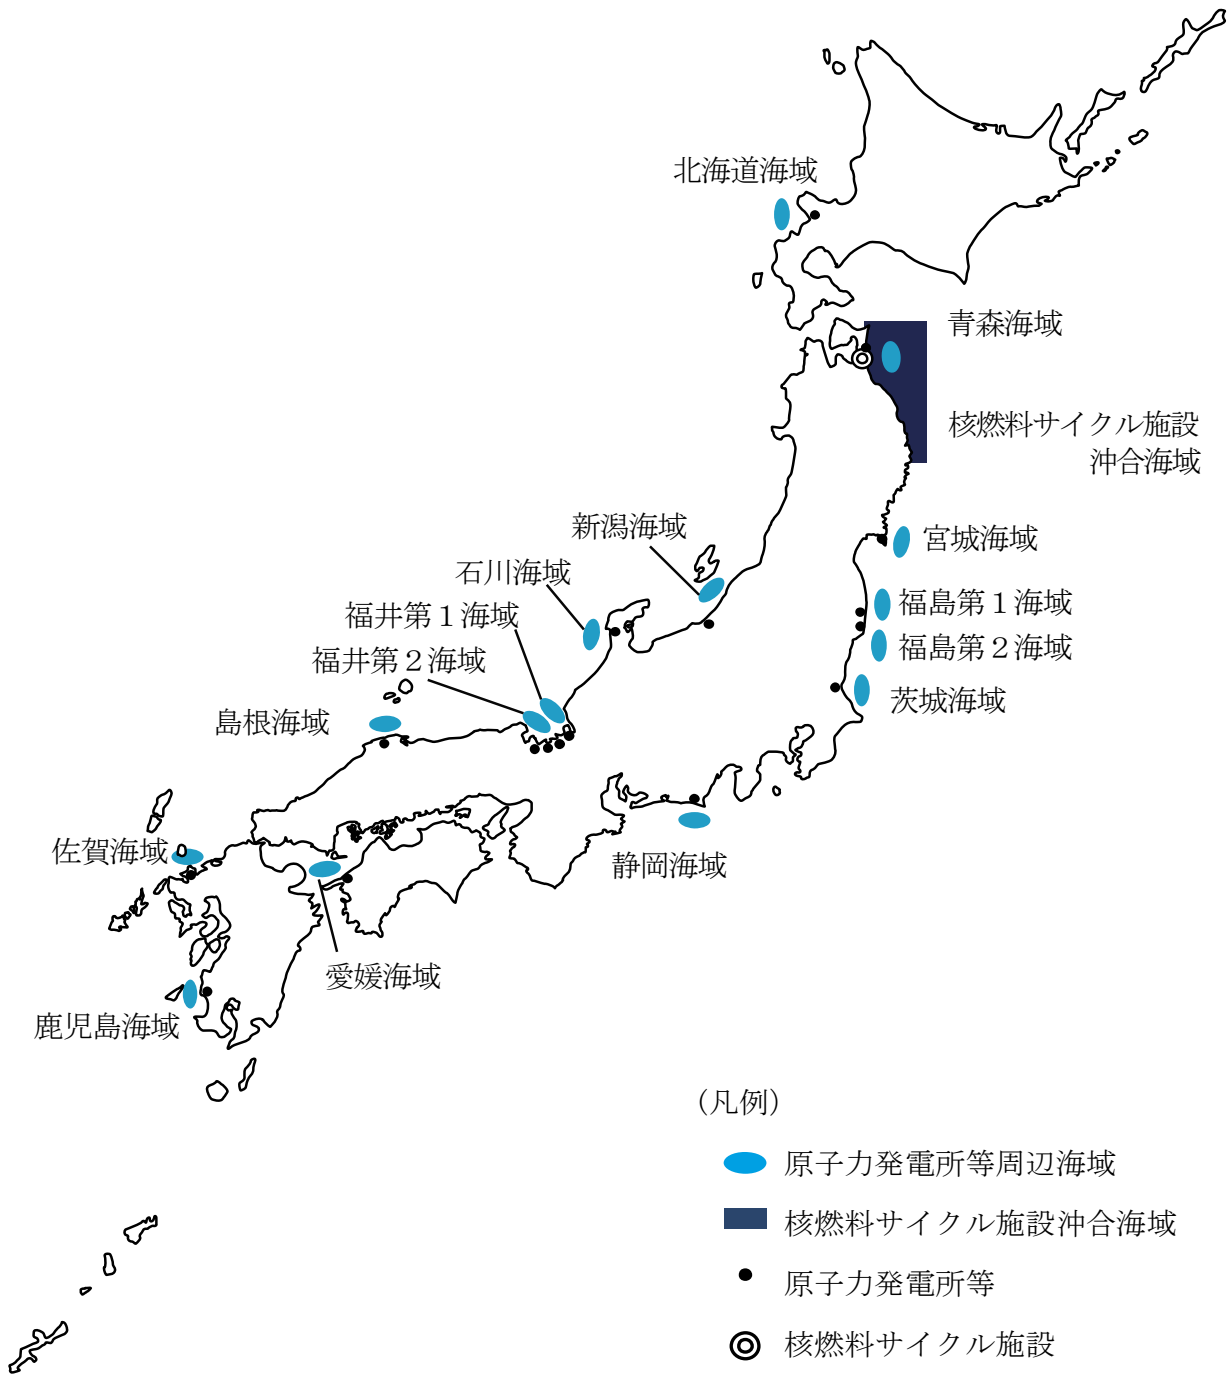 北海道海域
青森海域
核燃料サイクル施設
沖合海域
新潟海域
宮城海域
石川海域
福井第１海域
福島第１海域
福井第２海域
福島第２海域
茨城海域
島根海域
佐賀海域
静岡海域
愛媛海域
鹿児島海域
（凡例）
原子力発電所等周辺海域
核燃料サイクル施設沖合海域
原子力発電所等
核燃料サイクル施設